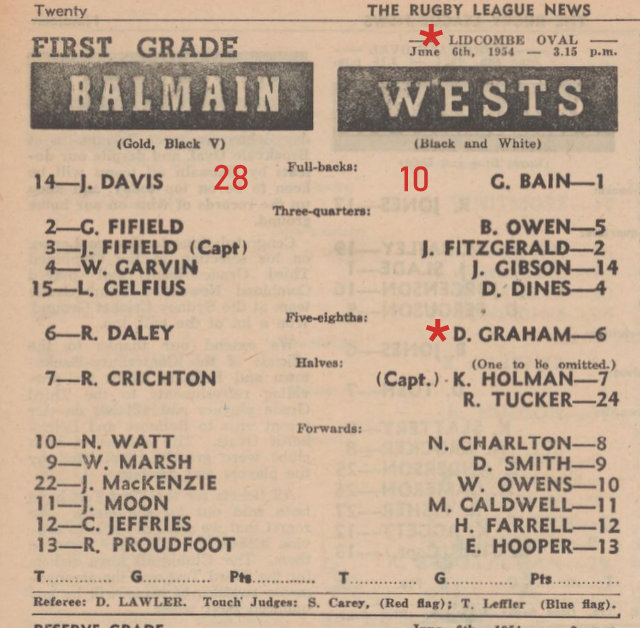 Twenty THE RUGBY LEAGUE NEWS
FIRST GRADE * LIDCOMBE OVAL —
June 6th, 1954 — 3.15 p.m.
BALMAIN WESTS
(Gold, Black V) (Black and White)
Full-backs:
14—J. DAVIS 28 10 G. BAIN—1
Three-quarters:
2—G. FIFIELD B. OWEN—5
3—J. FIFIELD (Capt) J. FITZGERALD—2
4—W. GARVIN J. GIBSON—14
15—L. GELFIUS D. DINES—4
Five-eighths:
6—R. DALEY * D. GRAHAM—6
Halves: (One to be omitted.)
7—R. CRICHTON (Capt.) K. HOLMAN—7
R. TUCKER—24
Forwards:
10—N. WATT N. CHARLTON—8
9—W. MARSH D. SMITH—9
22—J. MacKENZIE W. OWENS—10
11—J. MOON M. CALDWELL—11
12—C. JEFFRIES H. FARRELL—12
13—R. PROUDFOOT E. HOOPER—13
T............ G............ Pts............ T............ G............ Pts............
Referee: D. LAWLER. Touch Judges: S. Carey, (Red flag); T. Leffler (Blue flag).
RESERVE GRADE June 6th, 1954